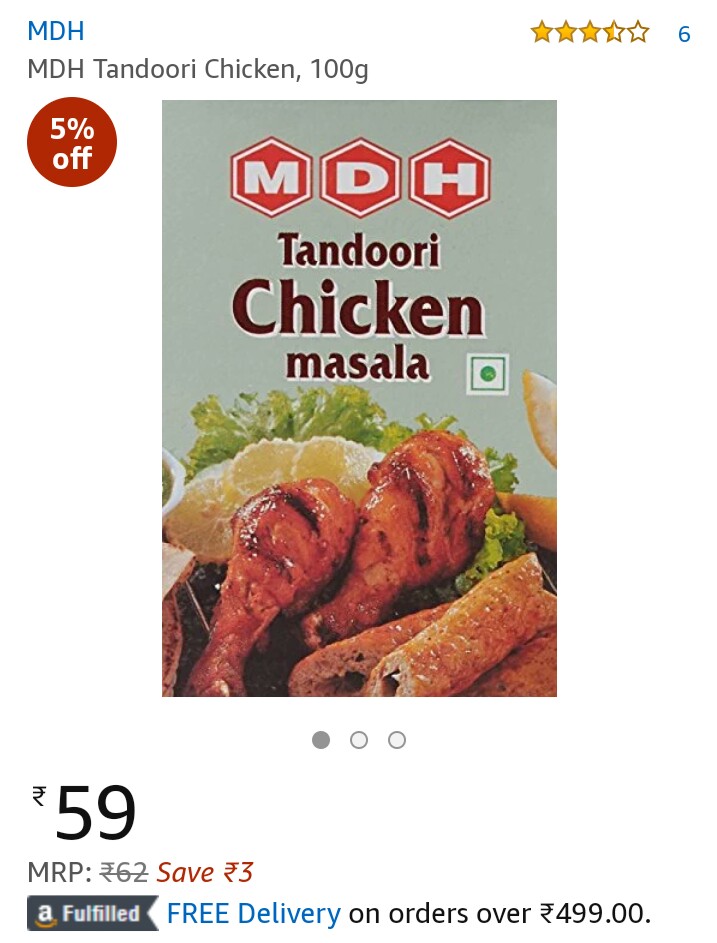 MDH
6
MDH Tandoori Chicken, 100g
5%
off
MDH
Tandoori
Chicken
masala
₹59
MRP: ₹62 Save ₹3
a Fulfilled FREE Delivery on orders over ₹499.00.